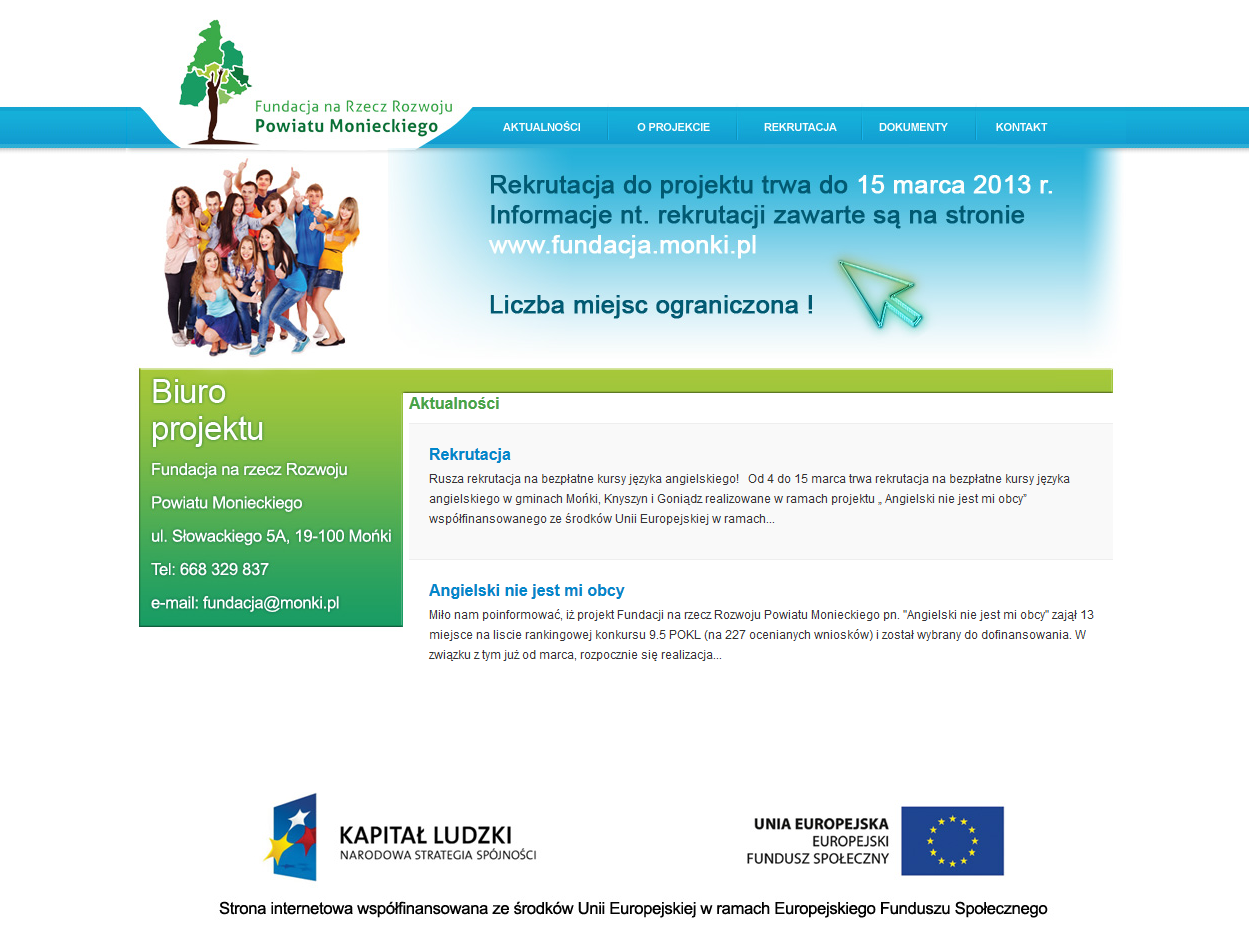 Fundacja na Rzecz Rozwoju
Powiatu Monieckiego
AKTUALNOŚCI
O PROJEKCIE
REKRUTACJA
DOKUMENTY
KONTAKT
Rekrutacja do projektu trwa do 15 marca 2013 r.
Informacje nt. rekrutacji zawarte są na stronie
www.fundacja.monki.pl
Liczba miejsc ograniczona !
Biuro
projektu
Fundacja na rzecz Rozwoju
Powiatu Monieckiego
ul. Słowackiego 5A, 19-100 Mońki
Tel: 668 329 837
e-mail: fundacja@monki.pl
Aktualności
Rekrutacja
Rusza rekrutacja na bezpłatne kursy języka angielskiego! Od 4 do 15 marca trwa rekrutacja na bezpłatne kursy języka
angielskiego w gminach Mońki, Knyszyn i Goniądz realizowane w ramach projektu „ Angielski nie jest mi obcy”
współfinansowanego ze środków Unii Europejskiej w ramach...
Angielski nie jest mi obcy
Miło nam poinformować, iż projekt Fundacji na rzecz Rozwoju Powiatu Monieckiego pn. "Angielski nie jest mi obcy" zajął 13
miejsce na liscie rankingowej konkursu 9.5 POKL (na 227 ocenianych wniosków) i został wybrany do dofinansowania. W
związku z tym już od marca, rozpocznie się realizacja...
KAPITAŁ LUDZKI
NARODOWA STRATEGIA SPÓJNOŚCI
UNIA EUROPEJSKA
EUROPEJSKI
FUNDUSZ SPOŁECZNY
Strona internetowa współfinansowana ze środków Unii Europejskiej w ramach Europejskiego Funduszu Społecznego